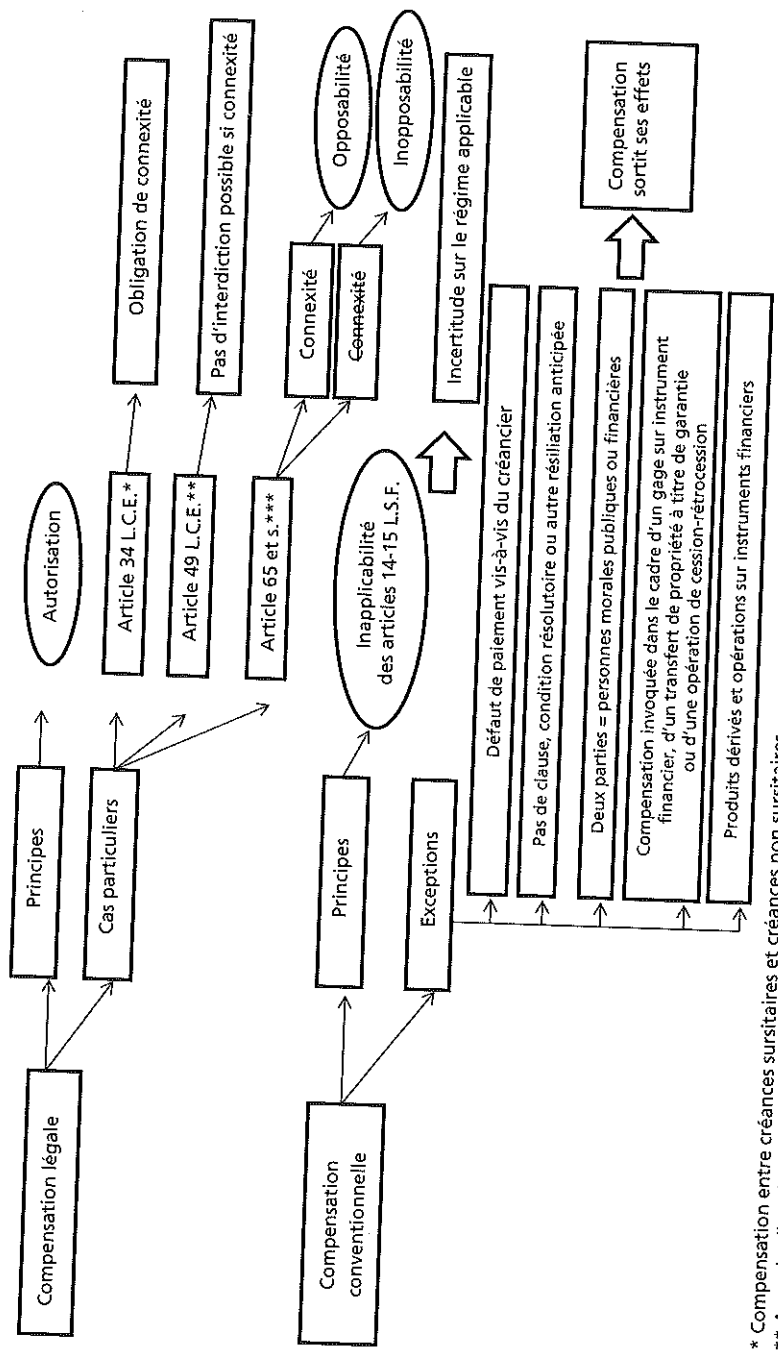 Compensation légale
Principes
Autorisation
Cas particuliers
Article 34 L.C.E.*
Obligation de connexité
Article 49 L.C.E.**
Pas d'interdiction possible si connexité
Article 65 et s.***
Connexité
Opposabilité
Connexité
Inopposabilité
Compensation
conventionnelle
Principes
Inapplicabilité
des articles 14-15 L.S.F.
Incertitude sur le régime applicable
Exceptions
Défaut de paiement vis-à-vis du créancier
Pas de clause, condition résolutoire ou autre résiliation anticipée
Deux parties = personnes morales publiques ou financières
Compensation invoquée dans le cadre d'un gage sur instrument
financier, d'un transfert de propriété à titre de garantie
ou d'une opération de cession-rétrocession
Produits dérivés et opérations sur instruments financiers
Compensation
sortit ses effets
* Compensation entre créances sursitaires et créances non sursitaires
**